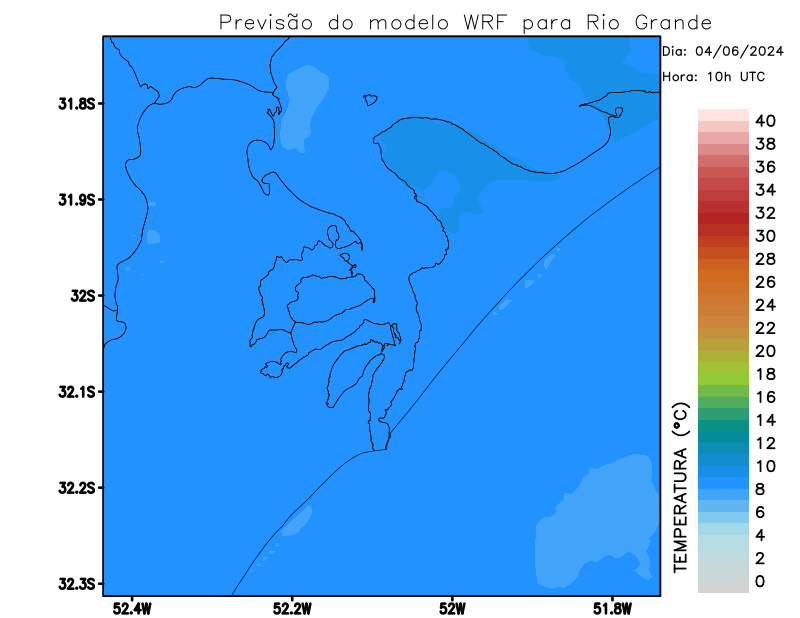 Previsão do modelo WRF para Rio Grande
Dia: 04/06/2024
Hora: 10h UTC
31.8S
31.9S
32S
32.1S
32.2S
32.3S
52.4W
52.2W
52W
51.8W
TEMPERATURA (°C)
40
38
36
34
32
30
28
26
24
22
20
18
16
14
12
10
8
6
4
2
0